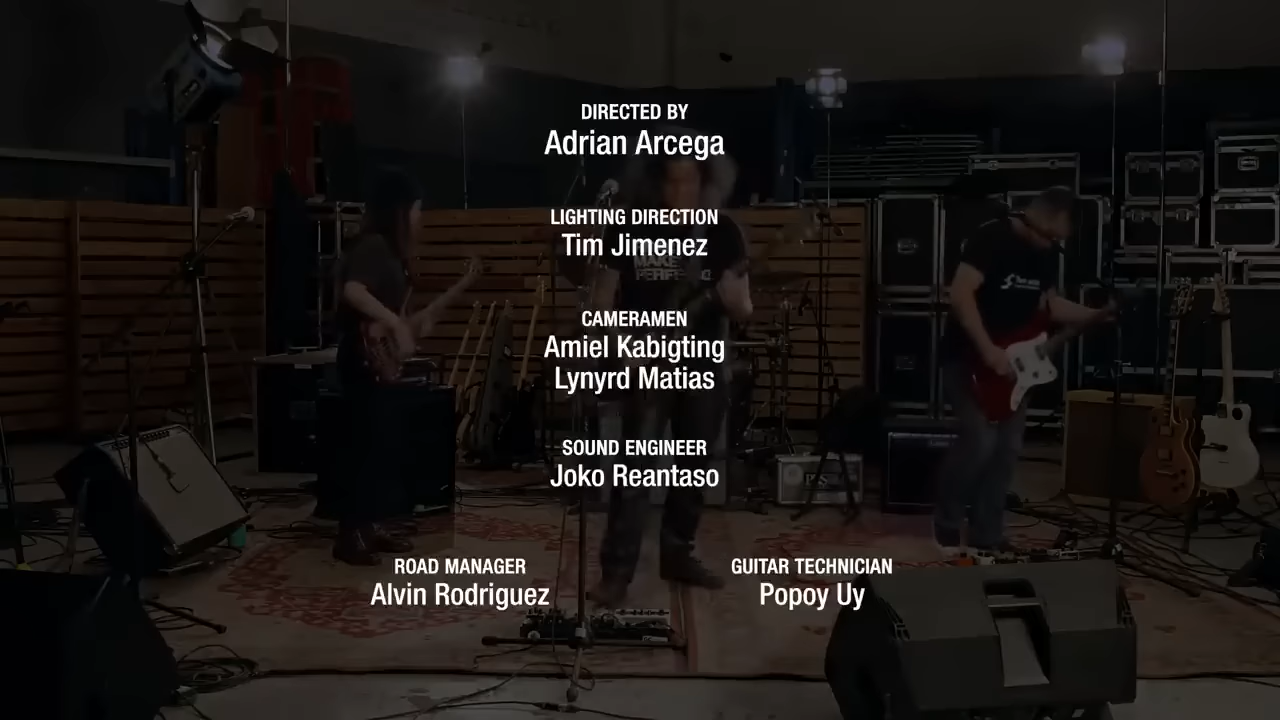 DIRECTED BY
Adrian Arcega
LIGHTING DIRECTION
Tim Jimenez
MAKE
CAMERAMEN
Amiel Kabigting
Lynyrd Matias
SOUND ENGINEER
Joko Reantaso
ROAD MANAGER
Alvin Rodriguez
GUITAR TECHNICIAN
Popoy Uy